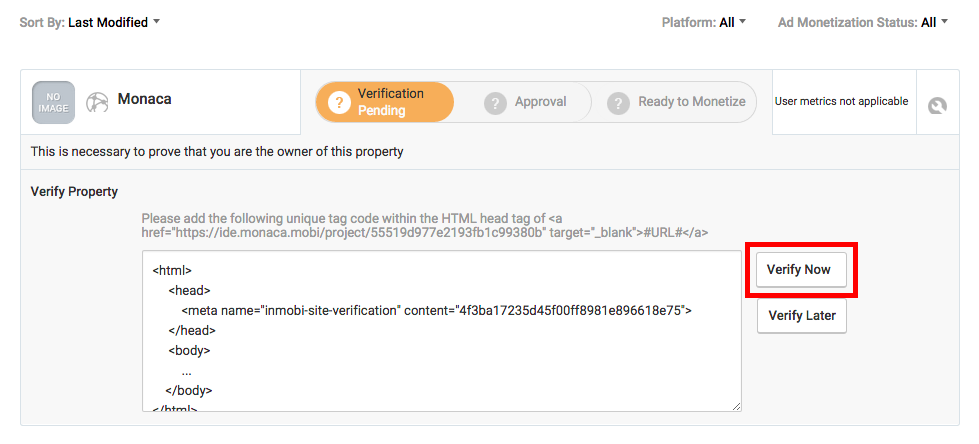 Sort By: Last Modified
Platform: All
Ad Monetization Status: All
NO IMAGE
Monaca
? Verification Pending
? Approval
? Ready to Monetize
User metrics not applicable
This is necessary to prove that you are the owner of this property
Verify Property
Please add the following unique tag code within the HTML head tag of <a
href="https://ide.monaca.mobi/project/55519d977e2193fb1c99380b" target="_blank">#URL#</a>
<html>
<head>
<meta name="inmobi-site-verification" content="4f3ba17235d45f00ff8981e896618e75">
</head>
<body>
...
</body>
</html>
Verify Now
Verify Later